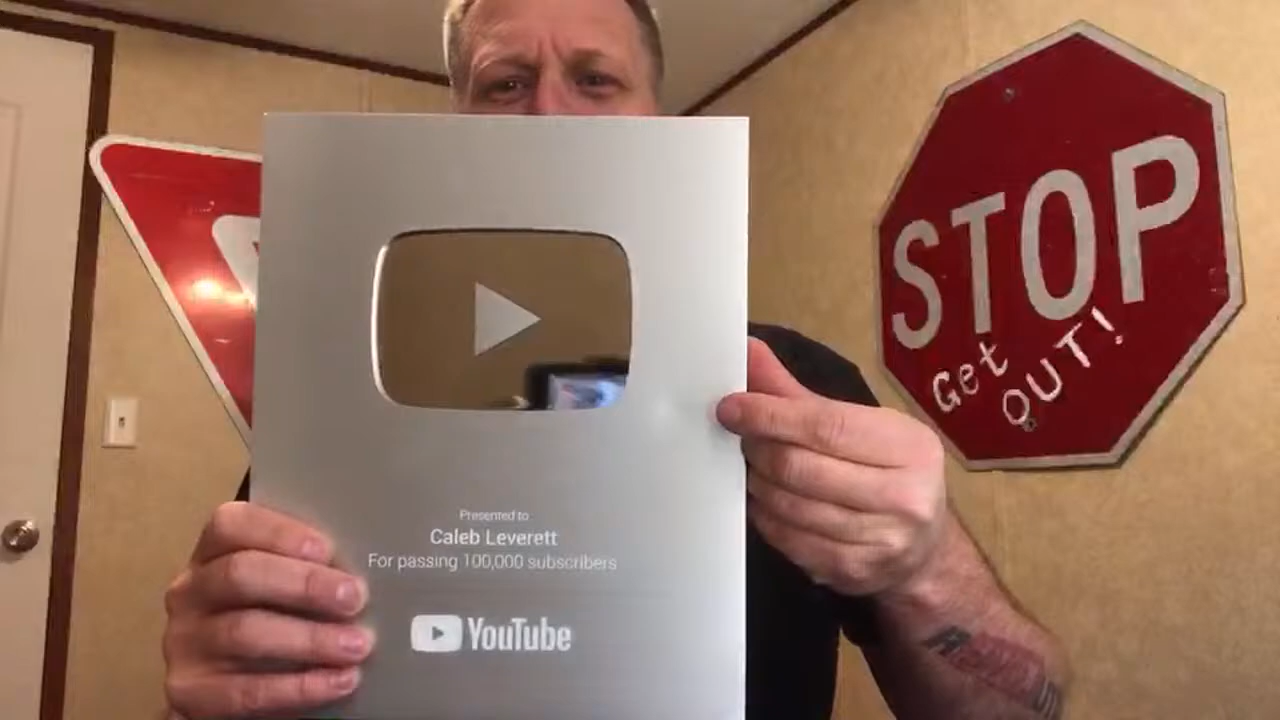 Presented to
Caleb Leverett
For passing 100,000 subscribers
YouTube
STOP
Get
OUT!